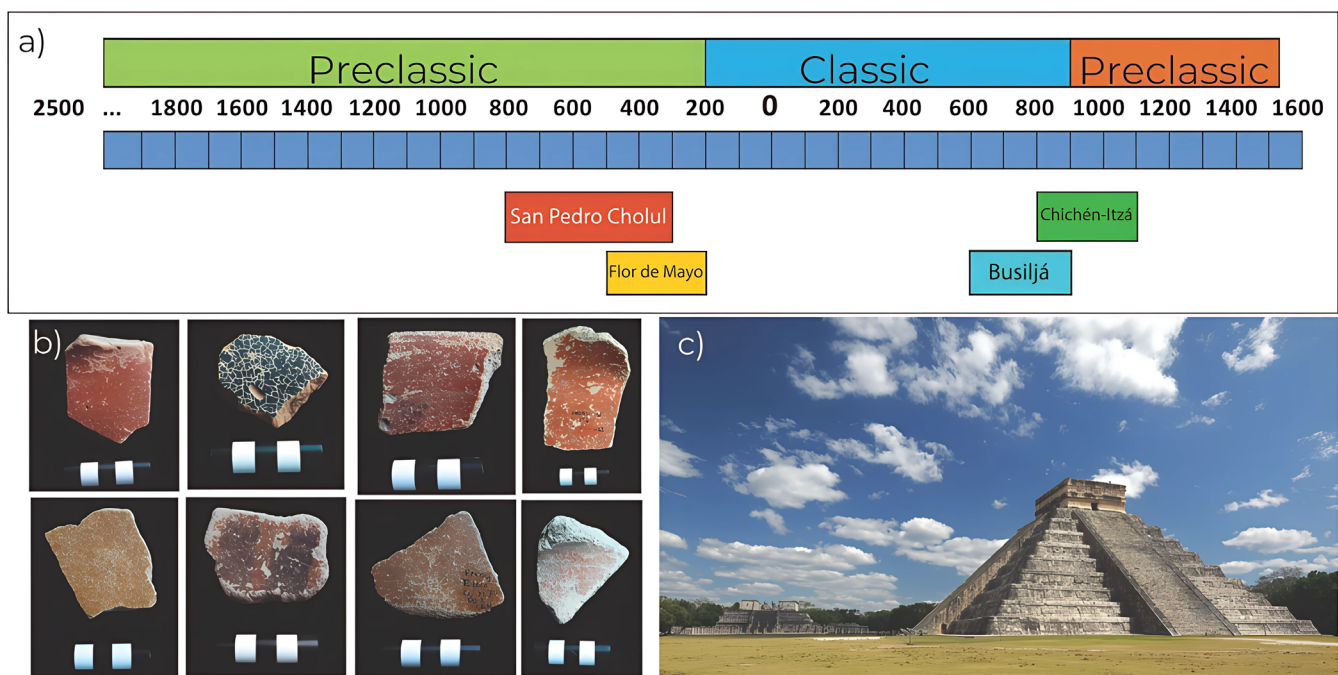 a)
Preclassic Classic Preclassic
2500 ... 1800 1600 1400 1200 1000 800 600 400 200 0 200 400 600 800 1000 1200 1400 1600
San Pedro Cholul Chichén-Itzá
Flor de Mayo Busiljá
b)
c)